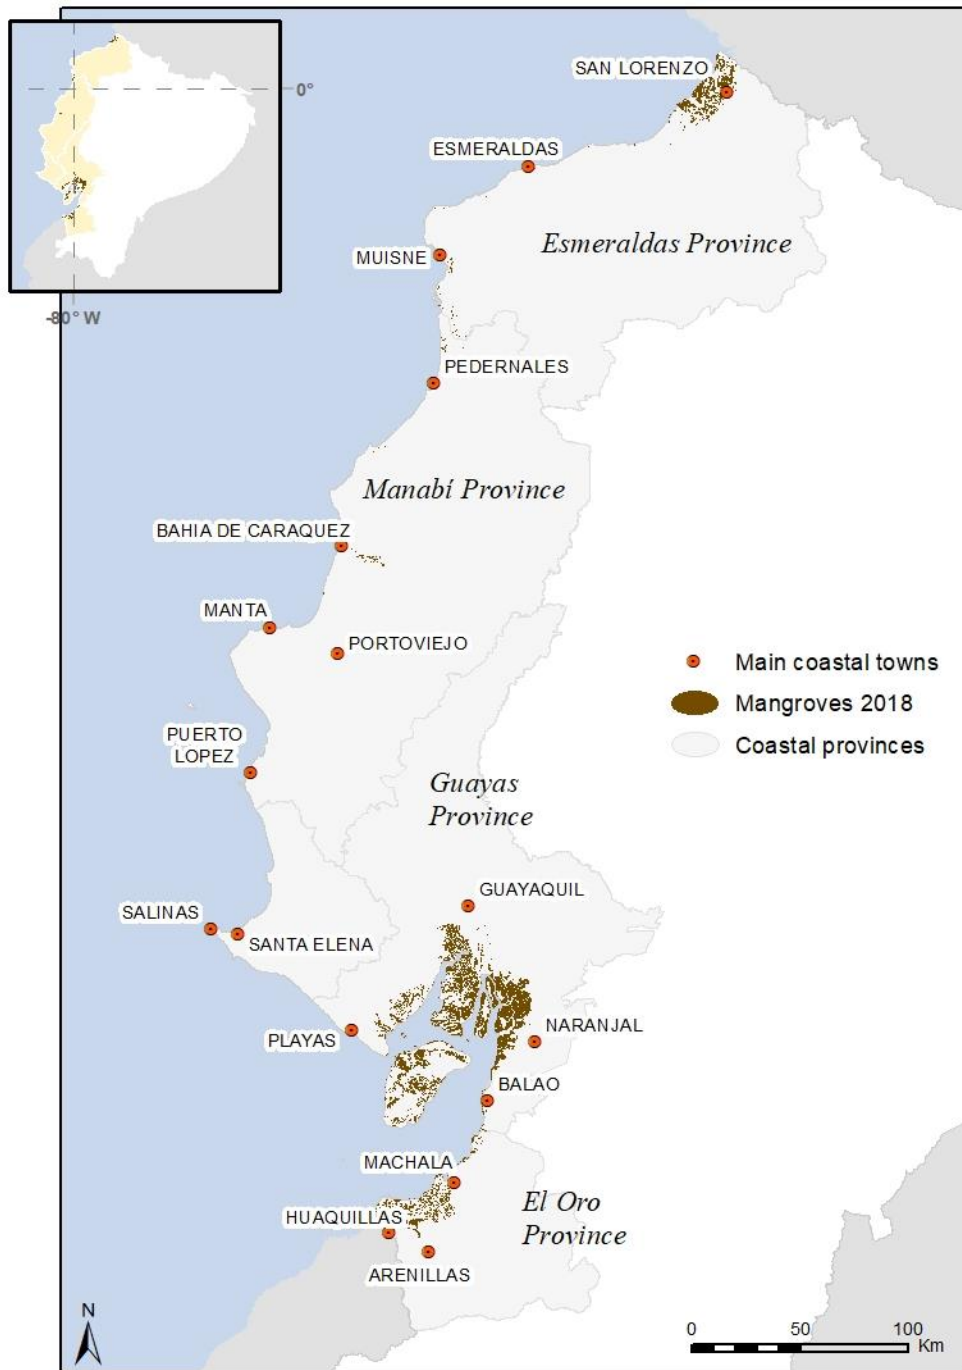 0°
-80° W
SAN LORENZO
ESMERALDAS
Esmeraldas Province
MUISNE
PEDERNALES
Manabí Province
BAHIA DE CARAQUEZ
MANTA
PORTOVIEJO
Main coastal towns
Mangroves 2018
Coastal provinces
PUERTO
LOPEZ
Guayas
Province
GUAYAQUIL
SALINAS
SANTA ELENA
PLAYAS
NARANJAL
BALAO
MACHALA
El Oro
Province
HUAQUILLAS
ARENILLAS
N
0 50 100
Km